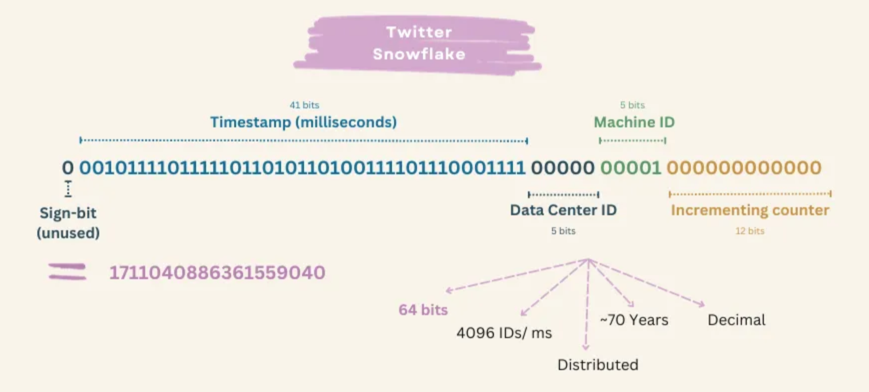 Twitter
Snowflake
41 bits
Timestamp (milliseconds)
5 bits
Machine ID
0 00101111011111011010110100111101110001111 00000 00001 000000000000
Sign-bit
(unused)
Data Center ID
5 bits
Incrementing counter
12 bits
= 1711040886361559040
64 bits
4096 IDs/ ms
Distributed
~70 Years
Decimal